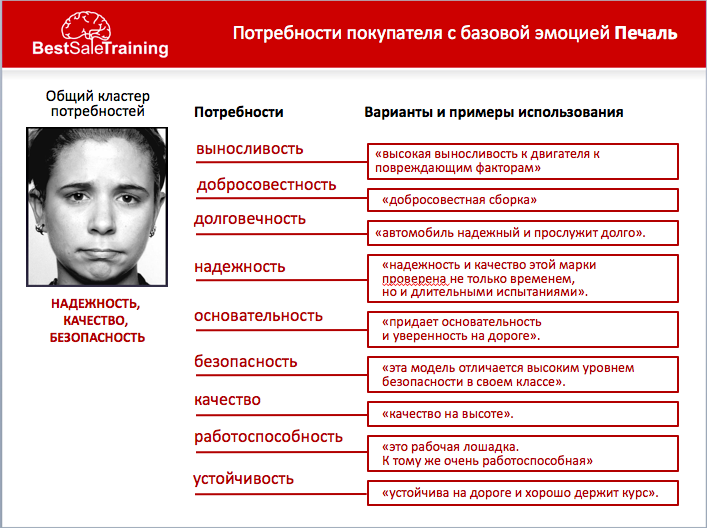 BestSaleTraining
Потребности покупателя с базовой эмоцией Печаль
Общий кластер
потребностей
НАДЕЖНОСТЬ,
КАЧЕСТВО,
БЕЗОПАСНОСТЬ
Потребности
Варианты и примеры использования
выносливость
«высокая выносливость к двигателя к
повреждающим факторам»
добросовестность
«добросовестная сборка»
долговечность
«автомобиль надежный и прослужит долго».
надежность
«надежность и качество этой марки
проверена не только временем,
но и длительными испытаниями».
основательность
«придает основательность
и уверенность на дороге».
безопасность
«эта модель отличается высоким уровнем
безопасности в своем классе».
качество
«качество на высоте».
работоспособность
«это рабочая лошадка.
К тому же очень работоспособная»
устойчивость
«устойчива на дороге и хорошо держит курс».